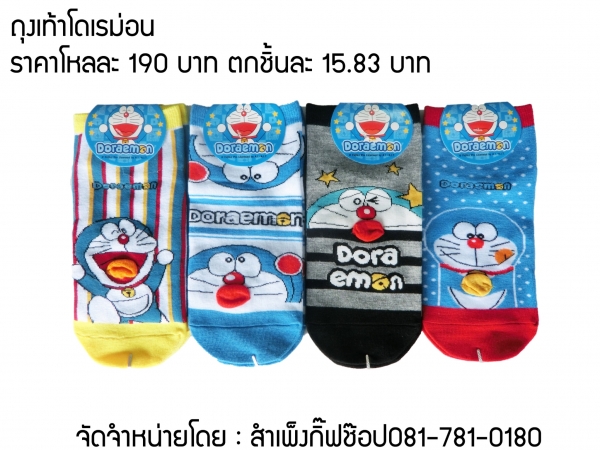 ถุงเท้าโดเรม่อน
ราคาโหลละ 190 บาท ตกชิ้นละ 15.83 บาท
Doraemon
Doraemon
Doraemon
Doraemon
Doraemon
Doraemon
Dora
emon
Doraemon
จัดจำหน่ายโดย : สำเพ็งกิ๊ฟช๊อป081-781-0180